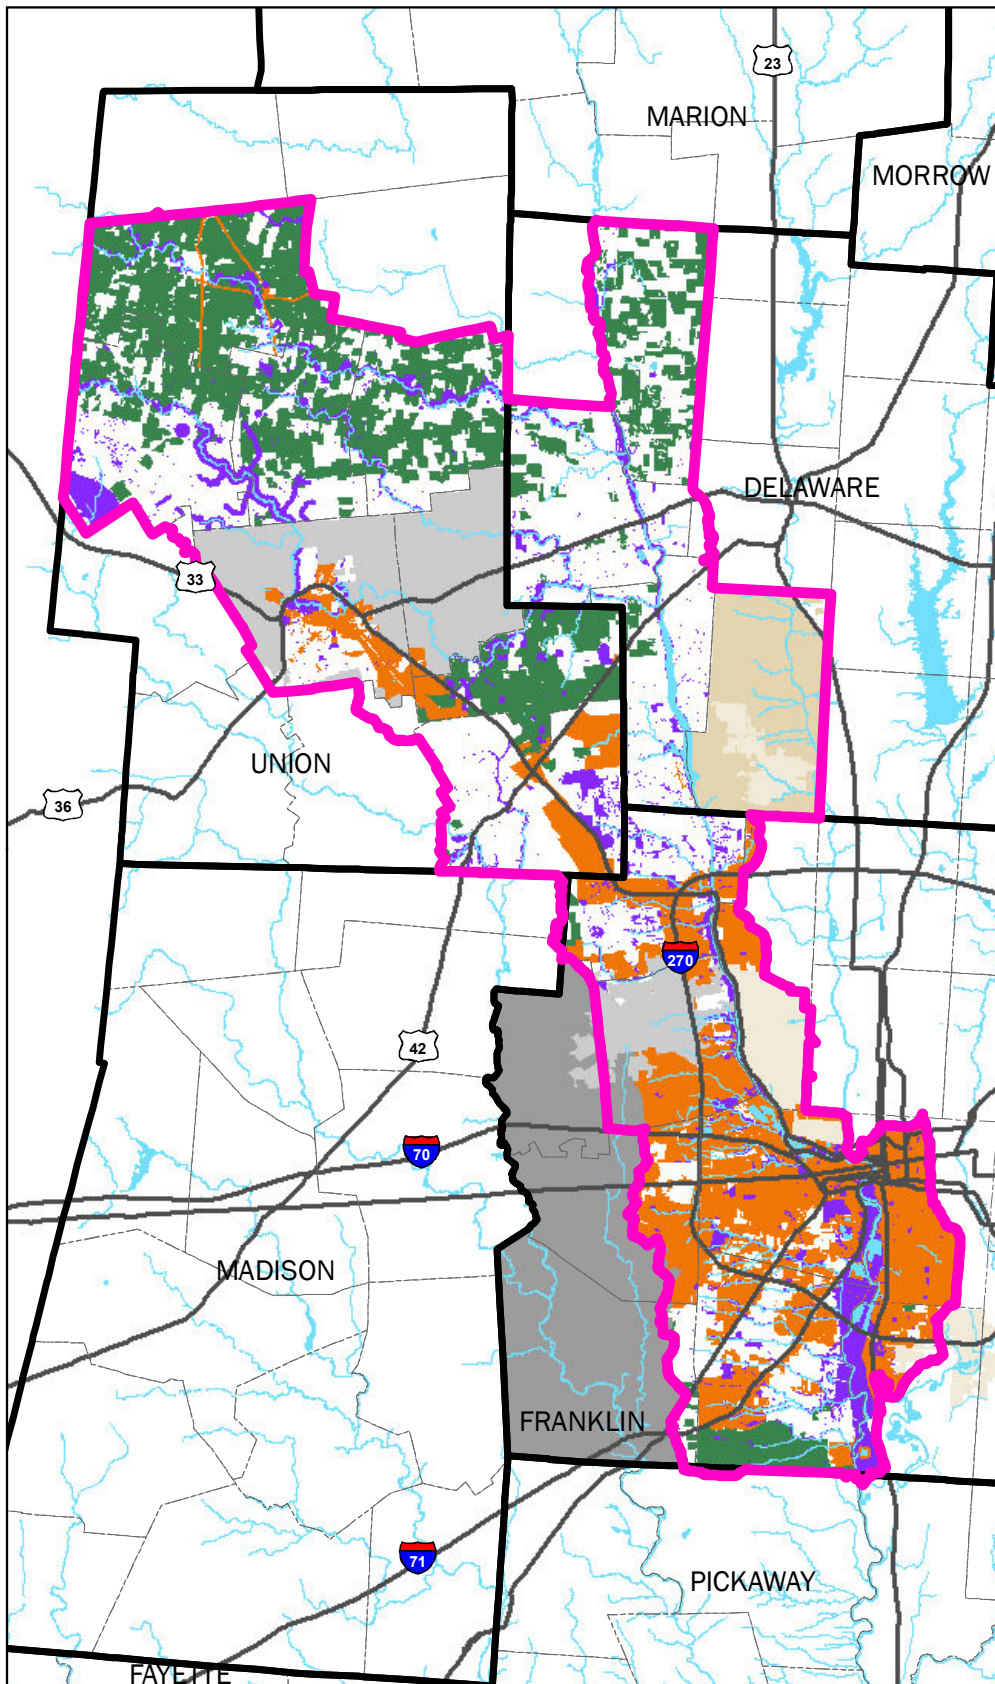 23
MARION
MORROW
DELAWARE
33
UNION
36
270
42
70
MADISON
FRANKLIN
71
PICKAWAY
FAYETTE